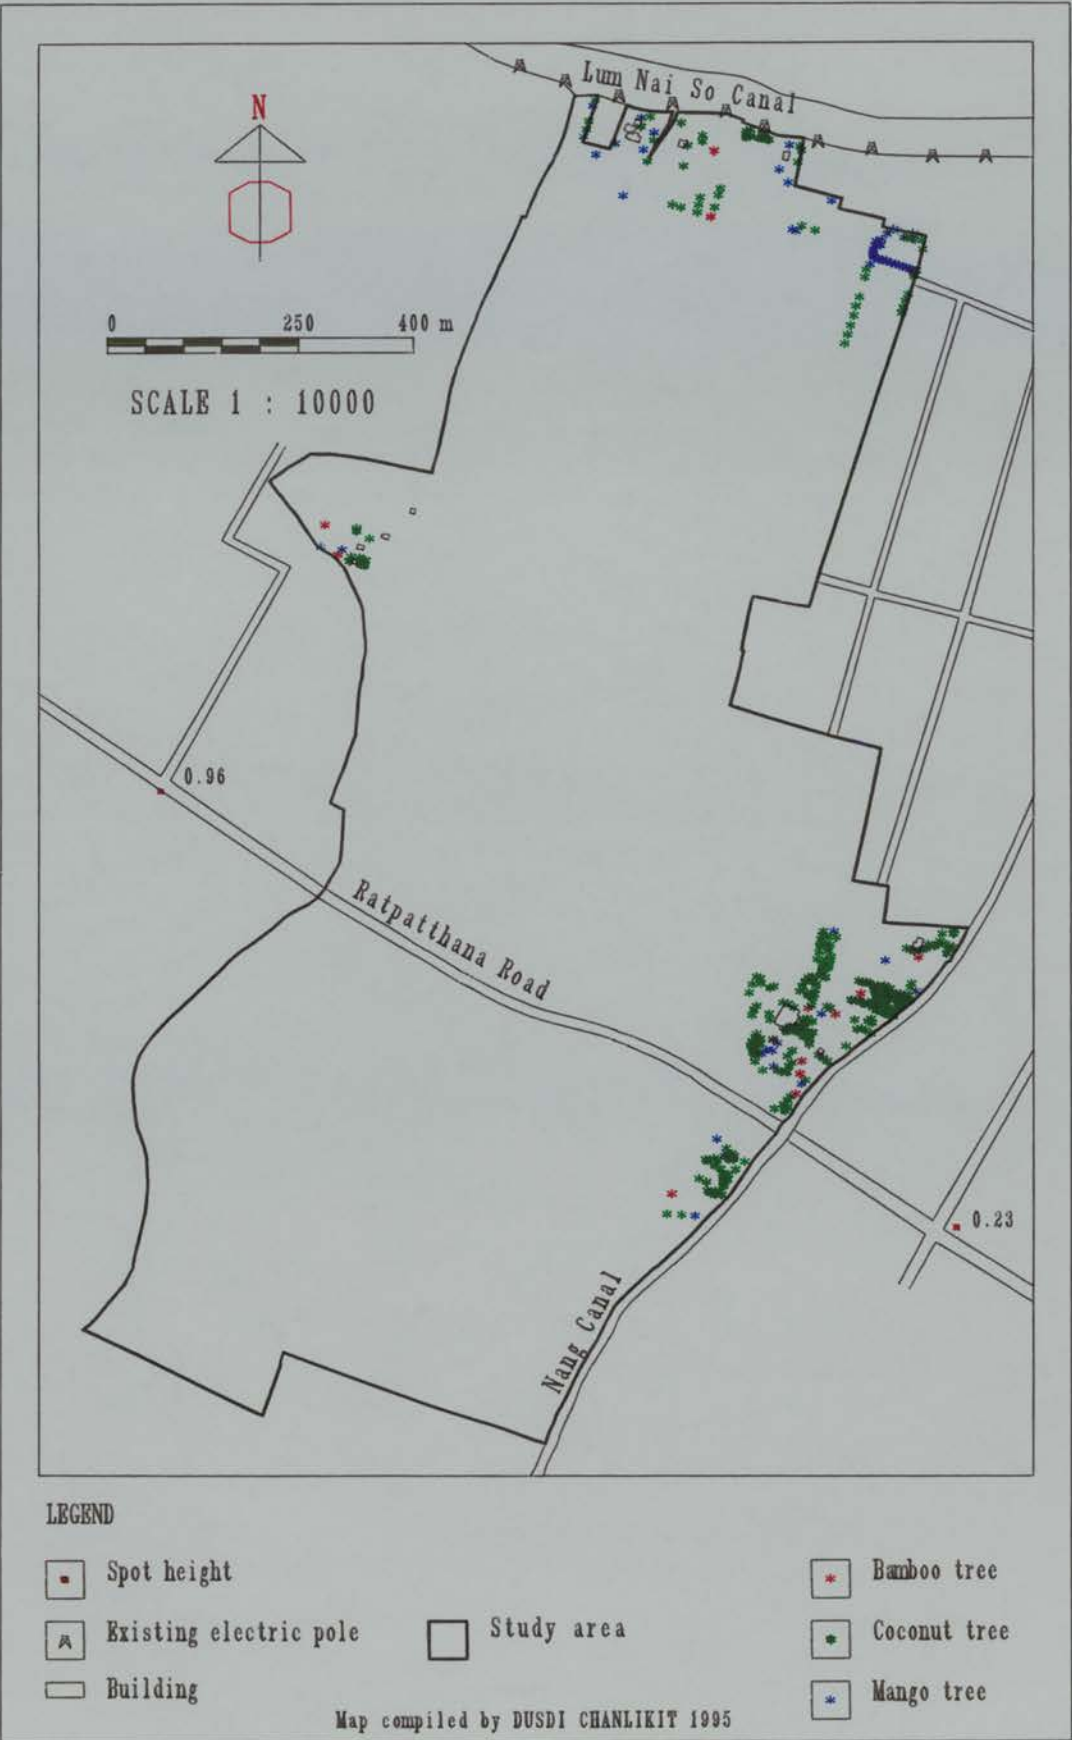 Lum Nai So Canal
N
0 250 400 m
SCALE 1 : 10000
0.96
Ratpatthana Road
0.23
Nang Canal
LEGEND
Spot height
Existing electric pole
Building
Study area
Bamboo tree
Coconut tree
Mango tree
Map compiled by DUSDI CHANLIKIT 1995